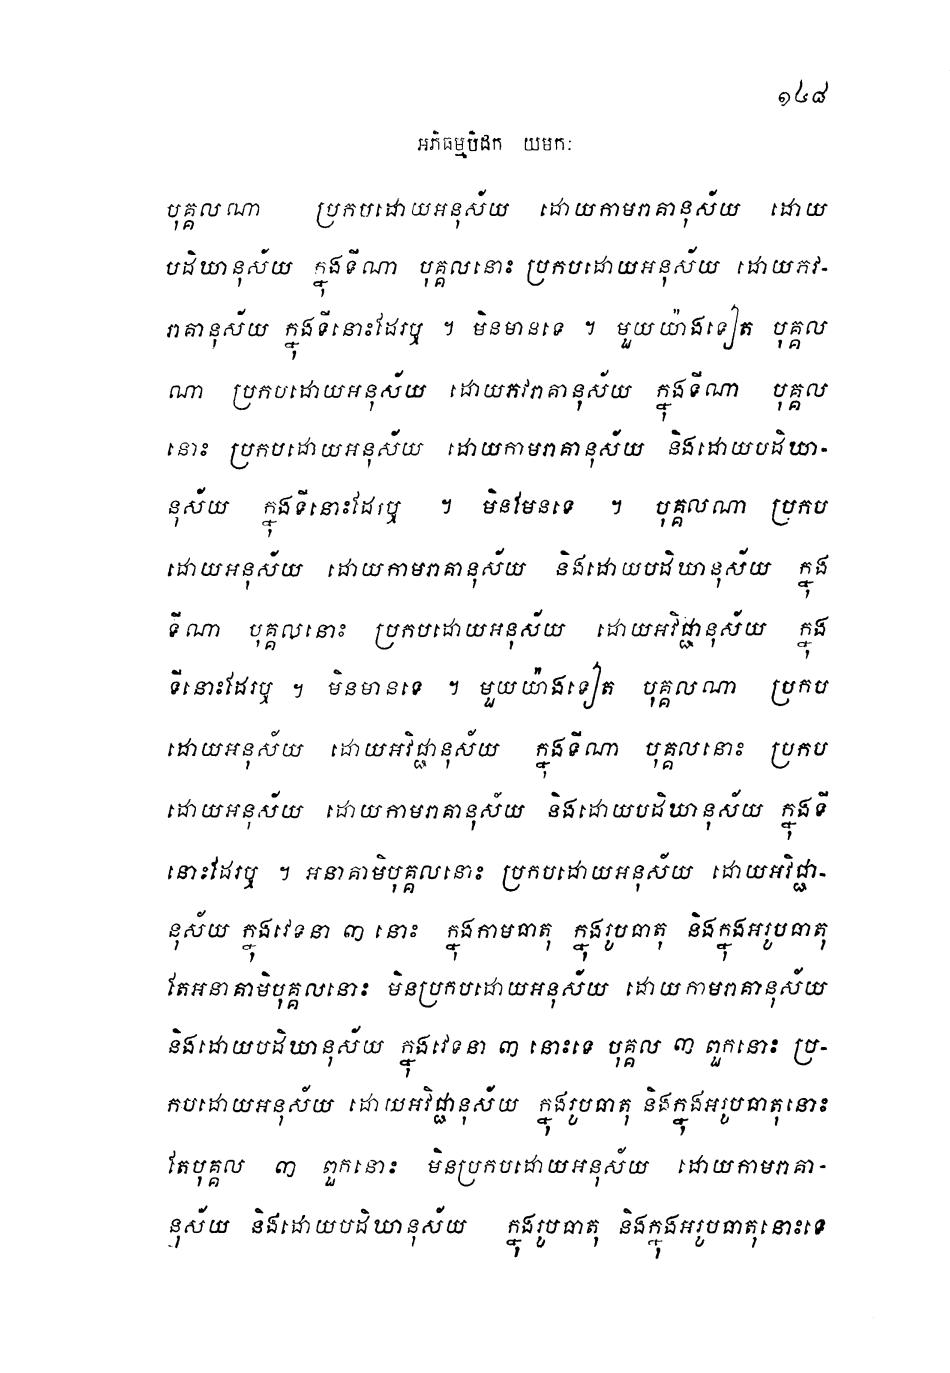 ១៤៨
អភិធម្មបិដក យមកៈ
បុគ្គលណា ប្រកបដោយអនុស័យ ដោយកាមរាគានុស័យ ដោយ
បដិឃានុស័យ ក្នុងទីណា បុគ្គលនោះ ប្រកបដោយអនុស័យ ដោយភវ-
រាគានុស័យ ក្នុងទីនោះដែរឬ ។ មិនមានទេ ។ មួយយ៉ាងទៀត បុគ្គល
ណា ប្រកបដោយអនុស័យ ដោយភវរាគានុស័យ ក្នុងទីណា បុគ្គល
នោះ ប្រកបដោយអនុស័យ ដោយកាមរាគានុស័យ និងដោយបដិឃា-
នុស័យ ក្នុងទីនោះដែរឬ ។ មិនមែនទេ ។ បុគ្គលណា ប្រកប
ដោយអនុស័យ ដោយកាមរាគានុស័យ និងដោយបដិឃានុស័យ ក្នុង
ទីណា បុគ្គលនោះ ប្រកបដោយអនុស័យ ដោយអវិជ្ជានុស័យ ក្នុង
ទីនោះដែរឬ ។ មិនមានទេ ។ មួយយ៉ាងទៀត បុគ្គលណា ប្រកប
ដោយអនុស័យ ដោយអវិជ្ជានុស័យ ក្នុងទីណា បុគ្គលនោះ ប្រកប
ដោយអនុស័យ ដោយកាមរាគានុស័យ និងដោយបដិឃានុស័យ ក្នុងទី
នោះដែរឬ ។ អនាគាមិបុគ្គលនោះ ប្រកបដោយអនុស័យ ដោយអវិជ្ជា-
នុស័យ ក្នុងវេទនា ៣ នោះ ក្នុងកាមធាតុ ក្នុងរូបធាតុ និងក្នុងអរូបធាតុ
តែអនាគាមិបុគ្គលនោះ មិនប្រកបដោយអនុស័យ ដោយកាមរាគានុស័យ
និងដោយបដិឃានុស័យ ក្នុងវេទនា ៣ នោះទេ បុគ្គល ៣ ពួកនោះ ប្រ-
កបដោយអនុស័យ ដោយអវិជ្ជានុស័យ ក្នុងរូបធាតុ និងក្នុងអរូបធាតុនោះ
តែបុគ្គល ៣ ពួកនោះ មិនប្រកបដោយអនុស័យ ដោយកាមរាគា-
នុស័យ និងដោយបដិឃានុស័យ ក្នុងរូបធាតុ និងក្នុងអរូបធាតុនោះទេ